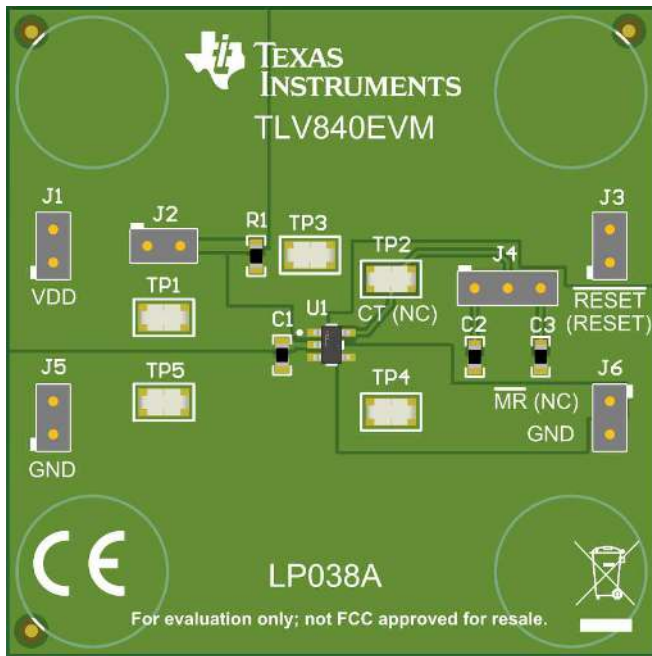 TEXAS
INSTRUMENTS
TLV840EVM
J1
J2
R1
TP3
TP2
J4
J3
VDD
TP1
CT (NC)
U1
C1
C2
C3
RESET
(RESET)
J5
TP5
TP4
MR (NC)
J6
GND
GND
CE
LP038A
For evaluation only; not FCC approved for resale.